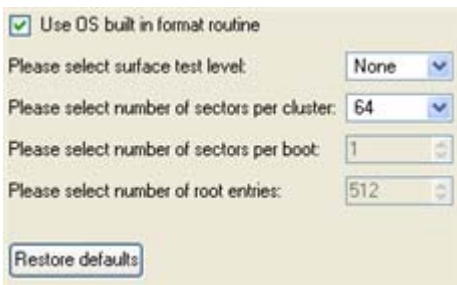 Use OS built in format routine
Please select surface test level: None
Please select number of sectors per cluster: 64
Please select number of sectors per boot: 1
Please select number of root entries: 512
Restore defaults